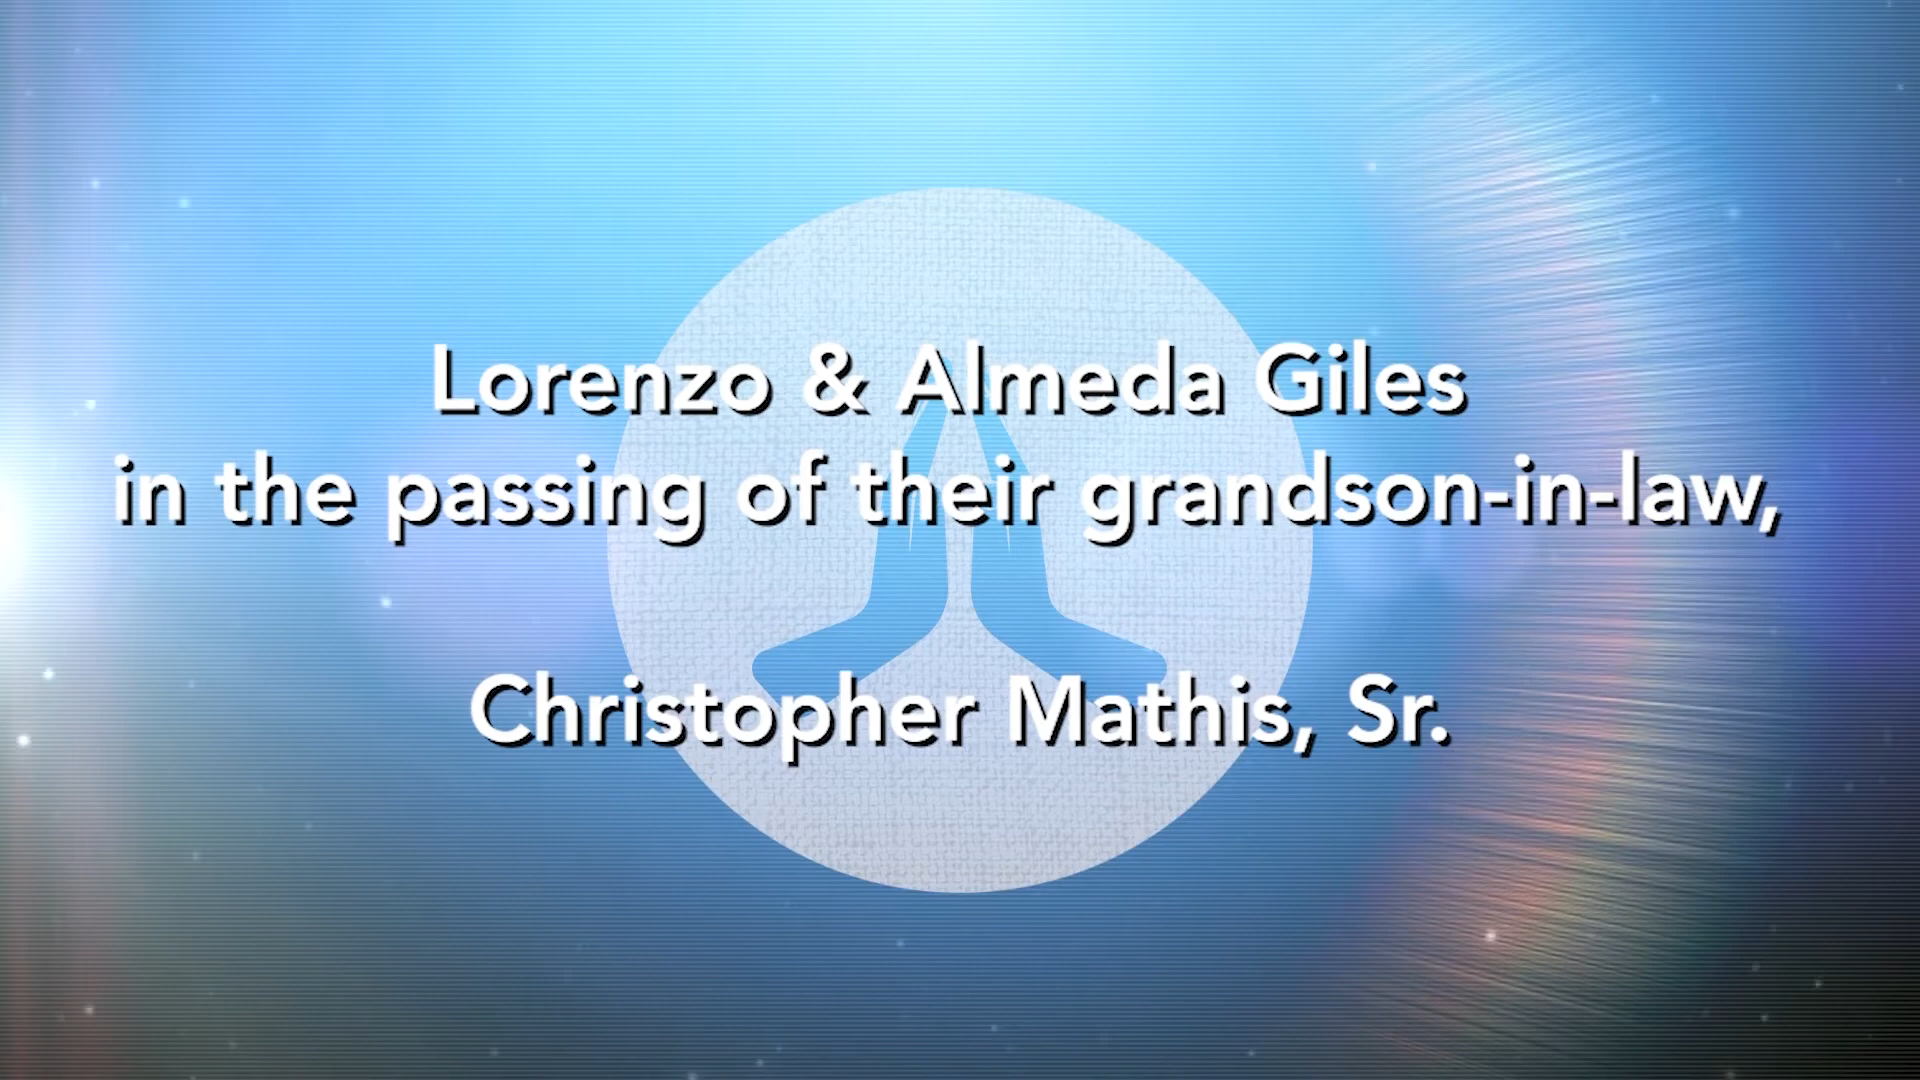 Lorenzo & Almeda Giles
in the passing of their grandson-in-law,
Christopher Mathis, Sr.